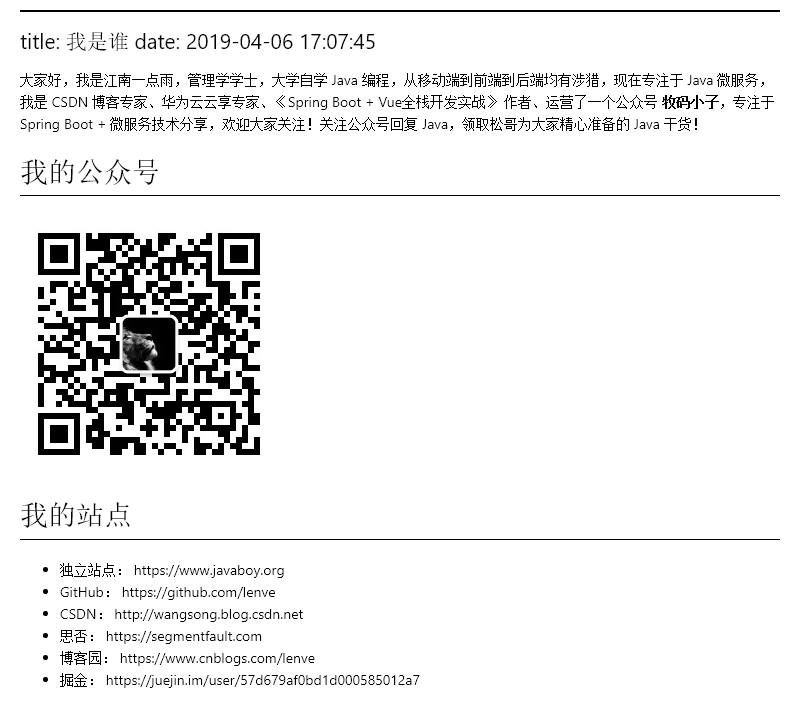 title: 我是谁 date: 2019-04-06 17:07:45
大家好，我是江南一点雨，管理学学士，大学自学 Java 编程，从移动端到前端到后端均有涉猎，现在专注于 Java 微服务，
我是 CSDN 博客专家、华为云云享专家、《Spring Boot + Vue全栈开发实战》作者、运营了一个公众号 牧码小子，专注于
Spring Boot + 微服务技术分享，欢迎大家关注！关注公众号回复 Java，领取松哥为大家精心准备的 Java 干货！
我的公众号
我的站点
• 独立站点：https://www.javaboy.org
• GitHub：https://github.com/lenve
• CSDN：http://wangsong.blog.csdn.net
• 思否：https://segmentfault.com
• 博客园：https://www.cnblogs.com/lenve
• 掘金：https://juejin.im/user/57d679af0bd1d000585012a7